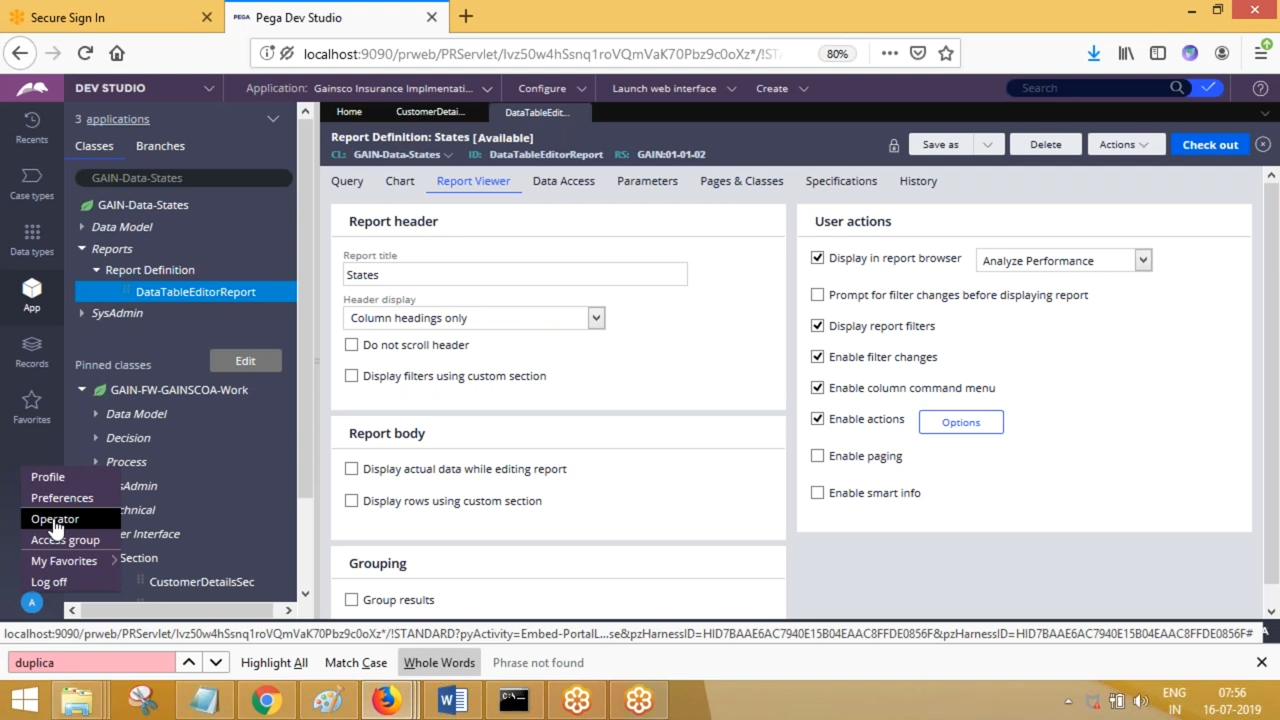 Secure Sign In
PEGA Pega Dev Studio
localhost:9090/prweb/PRServlet/Ivz50w4hSsnq1roVQmVaK70Pbz9c0oXz*/!ST
80%
DEV STUDIO
Application: Gainsco Insurance Implmentati...
Configure
Launch web interface
Create
Search
Recents
Case types
Data types
App
Records
Favorites
3 applications
Classes
Branches
GAIN-Data-States
GAIN-Data-States
Data Model
Reports
Report Definition
DataTableEditorReport
SysAdmin
Pinned classes
Edit
GAIN-FW-GAINSCOA-Work
Data Model
Decision
Process
sAdmin
chnical
er Interface
Section
CustomerDetailsSec
Profile
Preferences
Operator
Access group
My Favorites
Log off
A
Home
CustomerDetai...
DataTableEdit...
Report Definition: States [Available]
CL: GAIN-Data-States ID: DataTableEditorReport RS: GAIN:01-01-02
Save as
Delete
Actions
Check out
Query
Chart
Report Viewer
Data Access
Parameters
Pages & Classes
Specifications
History
Report header
Report title
States
Header display
Column headings only
Do not scroll header
Display filters using custom section
Report body
Display actual data while editing report
Display rows using custom section
Grouping
Group results
User actions
Display in report browser
Analyze Performance
Prompt for filter changes before displaying report
Display report filters
Enable filter changes
Enable column command menu
Enable actions
Options
Enable paging
Enable smart info
localhost:9090/prweb/PRServlet/Ivz50w4hSsnq1roVQmVaK70Pbz9c0oXz*/!STANDARD?pyActivity=Embed-PortalL...se&pzHarnessID=HID7BAAE6AC7940E15B04EAAC8FFDE0856F&pzHarnessID=HID7BAAE6AC7940E15B04EAAC8FFDE0856F#
duplica
Highlight All
Match Case
Whole Words
Phrase not found
ENG
IN
07:56
16-07-2019